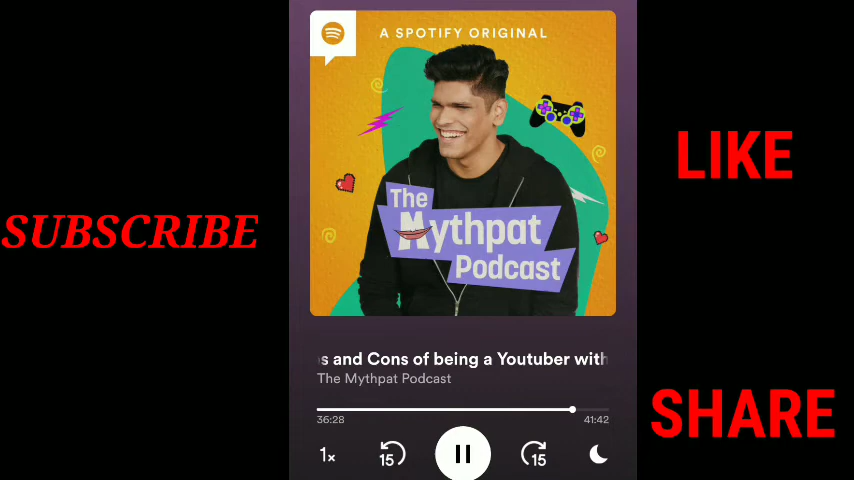 A SPOTIFY ORIGINAL
The
Mythpat
Podcast
SUBSCRIBE
LIKE
SHARE
s and Cons of being a Youtuber with
The Mythpat Podcast
36:28
41:42
1x
15
15